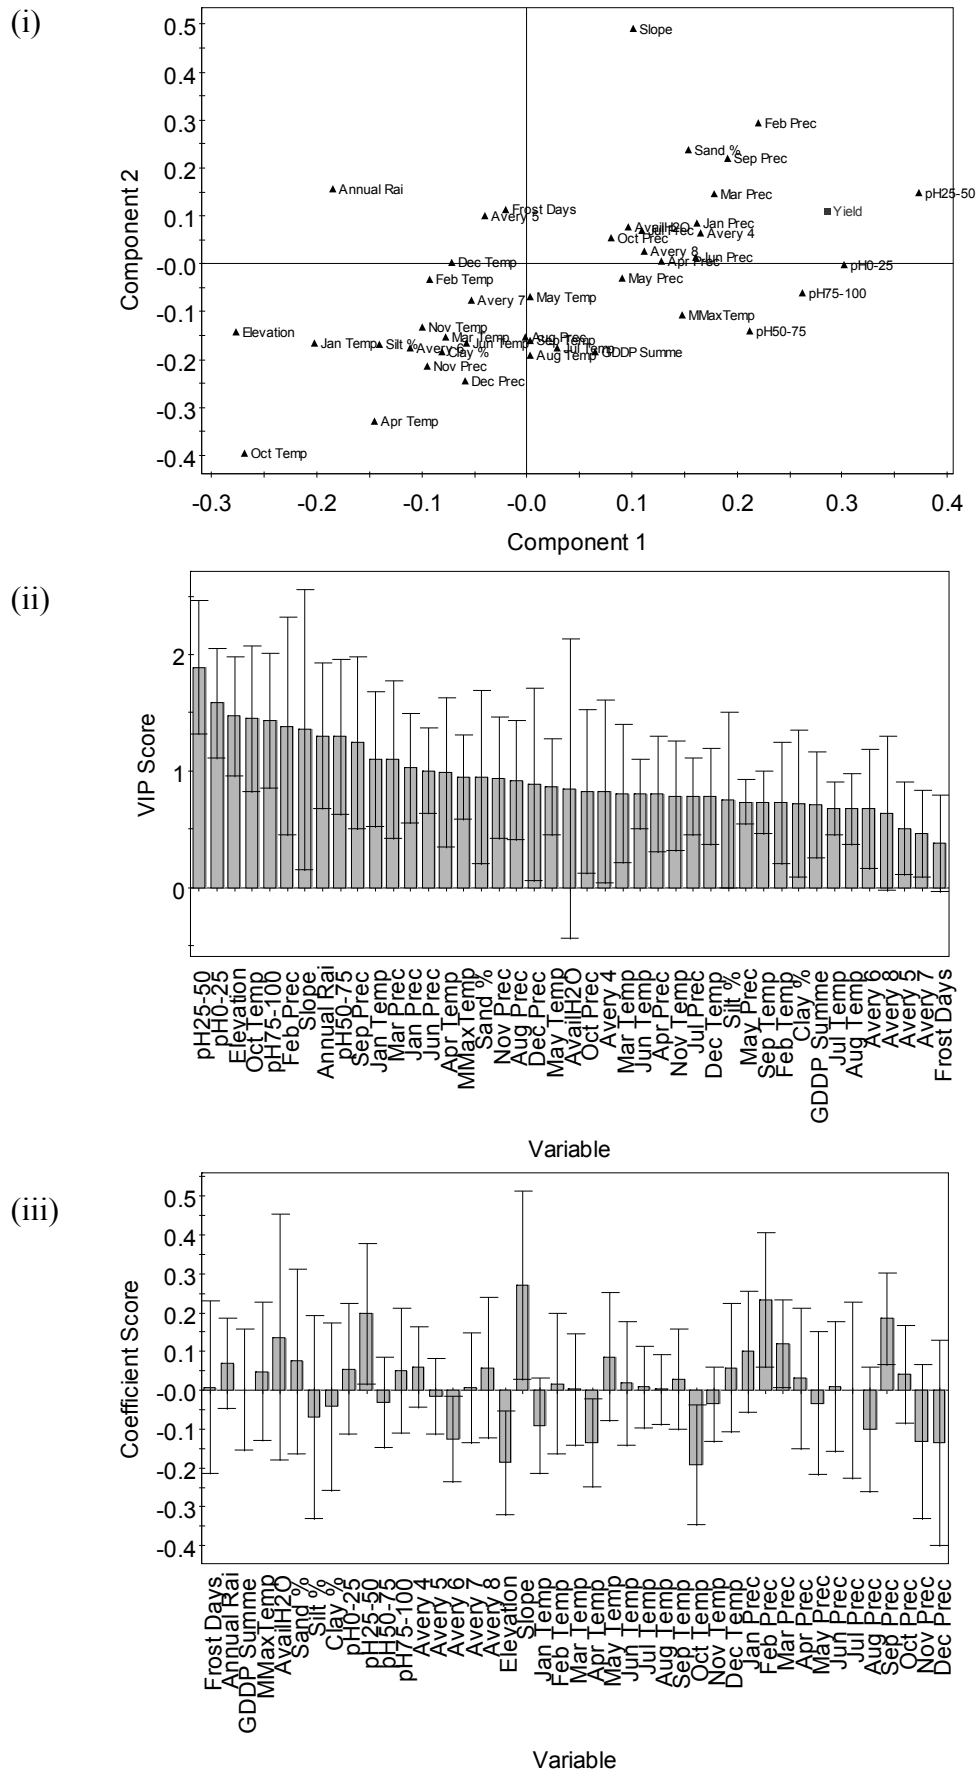 (i)
0.5
0.4
0.3
0.2
0.1
-0.0
-0.1
-0.2
-0.3
-0.4
Component 2
Slope
Feb Prec
Sand %
Sep Prec
Annual Rai
Mar Prec
pH25-50
Frost Days
Avery 5
Yield
AvailH2O
Jul Prec
Jan Prec
Avery 4
Oct Prec
Avery 8
Apr Prec
Jun Prec
Dec Temp
pH0-25
Feb Temp
May Prec
Avery 7
May Temp
pH75-100
MMaxTemp
Elevation
Nov Temp
pH50-75
Jan Temp
Silt %
Mar Temp
Avery 6
Clay %
Jun Temp
Aug Prec
Sep Temp
Aug Temp
Jul Temp
GDDP Summe
Nov Prec
Dec Prec
Apr Temp
Oct Temp
-0.3 -0.2 -0.1 -0.0 0.1 0.2 0.3 0.4
Component 1
(ii)
2
1
0
VIP Score
pH25-50
pH0-25
Elevation
Oct Temp
pH75-100
Feb Prec
Slope
Annual Rai
pH50-75
Sep Prec
Jan Temp
Mar Prec
Jan Prec
Jun Prec
Apr Temp
MMaxTemp
Sand %
Nov Prec
Aug Prec
Dec Prec
May Temp
AvailH2O
Oct Prec
Avery 4
Mar Temp
Jun Temp
Apr Prec
Nov Temp
Jul Prec
Dec Temp
Silt %
May Prec
Sep Temp
Feb Temp
Clay %
GDDP Summe
Jul Temp
Aug Temp
Avery 6
Avery 8
Avery 5
Avery 7
Frost Days
Variable
(iii)
0.5
0.4
0.3
0.2
0.1
-0.0
-0.1
-0.2
-0.3
-0.4
Coefficient Score
Frost Days.
Annual Rai
GDDP Summe
MMaxTemp
AvailH2O
Sand %
Silt %
Clay %
pH0-25
pH25-50
pH50-75
pH75-100
Avery 4
Avery 5
Avery 6
Avery 7
Avery 8
Elevation
Slope
Jan Temp
Feb Temp
Mar Temp
Apr Temp
May Temp
Jun Temp
Jul Temp
Aug Temp
Sep Temp
Oct Temp
Nov Temp
Dec Temp
Jan Prec
Feb Prec
Mar Prec
Apr Prec
May Prec
Jun Prec
Jul Prec
Aug Prec
Sep Prec
Oct Prec
Nov Prec
Dec Prec
Variable